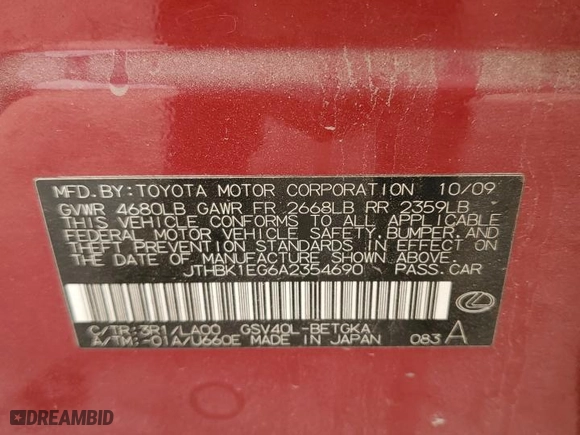 MFD.BY:TOYOTA MOTOR CORPORATION 10/09
GVWR 4680LB GAWR FR 2668LB RR 2359LB
THIS VEHICLE CONFORMS TO ALL APPLICABLE
FEDERAL MOTOR VEHICLE SAFETY,BUMPER,AND
THEFT PREVENTION STANDARDS IN EFFECT ON
THE DATE OF MANUFACTURE SHOWN ABOVE.
JTHBK1EG6A2354690 PASS.CAR
C/TR:3R1/LA00 GSV40L-BETGKA
A/TM:-01A/U660E MADE IN JAPAN 083 A
DREAMBID